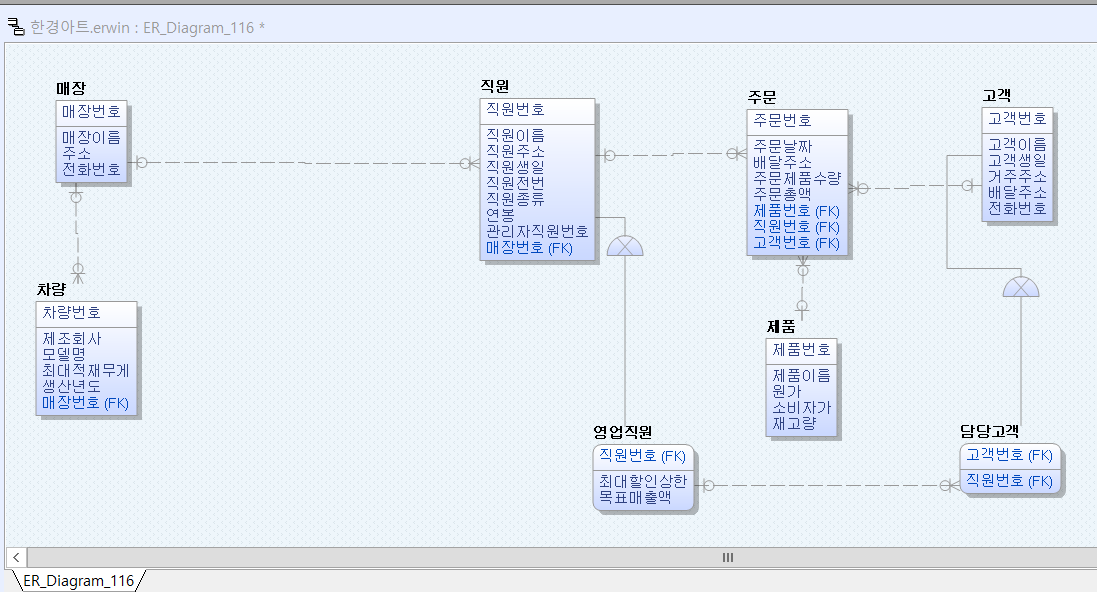 한경아트.erwin : ER_Diagram_116 *
매장
매장번호
매장이름
주소
전화번호
차량
차량번호
제조회사
모델명
최대적재무게
생산년도
매장번호 (FK)
직원
직원번호
직원이름
직원주소
직원생일
직원전번
직원종류
연봉
관리자직원번호
매장번호 (FK)
주문
주문번호
주문날짜
배달주소
주문제품수량
주문총액
제품번호 (FK)
직원번호 (FK)
고객번호 (FK)
고객
고객번호
고객이름
고객생일
거주주소
배달주소
전화번호
제품
제품번호
제품이름
원가
소비자가
재고량
영업직원
직원번호 (FK)
최대할인상한
목표매출액
담당고객
고객번호 (FK)
직원번호 (FK)
ER_Diagram_116